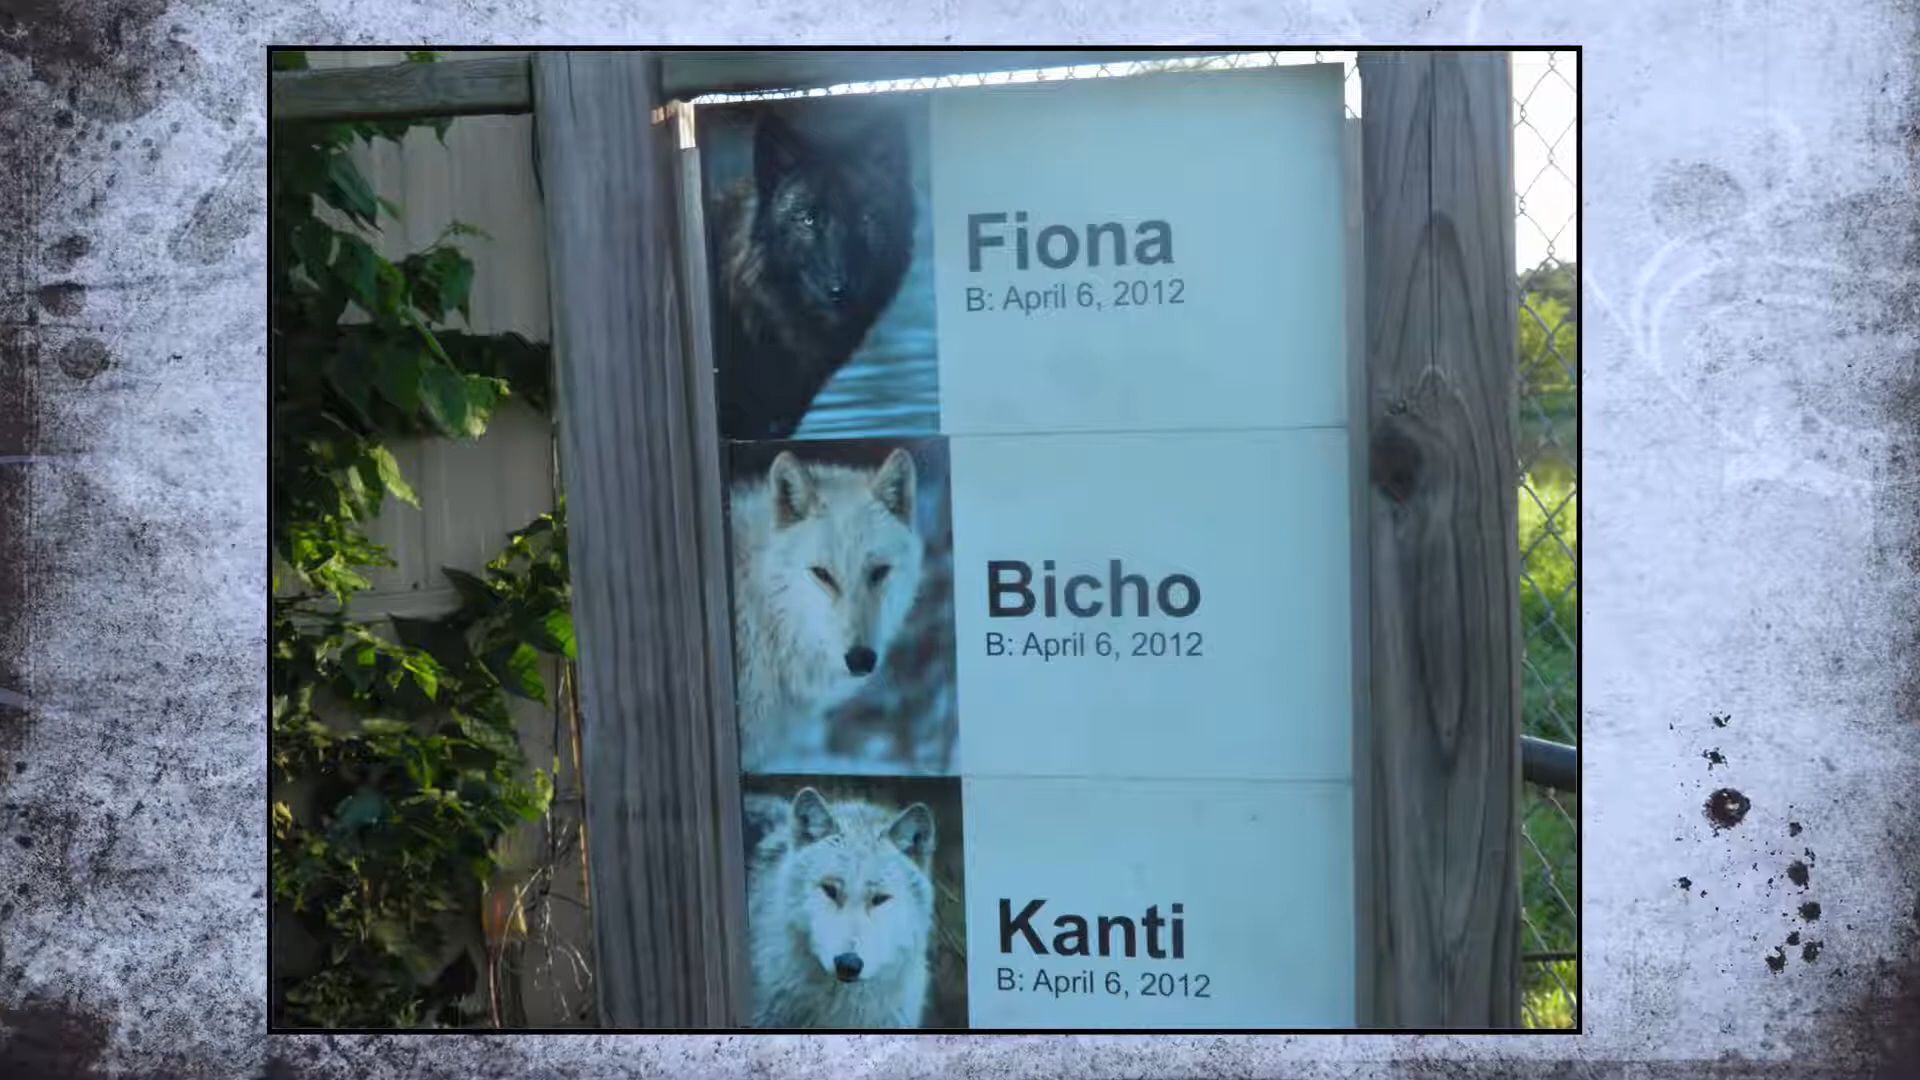 Fiona
B: April 6, 2012
Bicho
B: April 6, 2012
Kanti
B: April 6, 2012